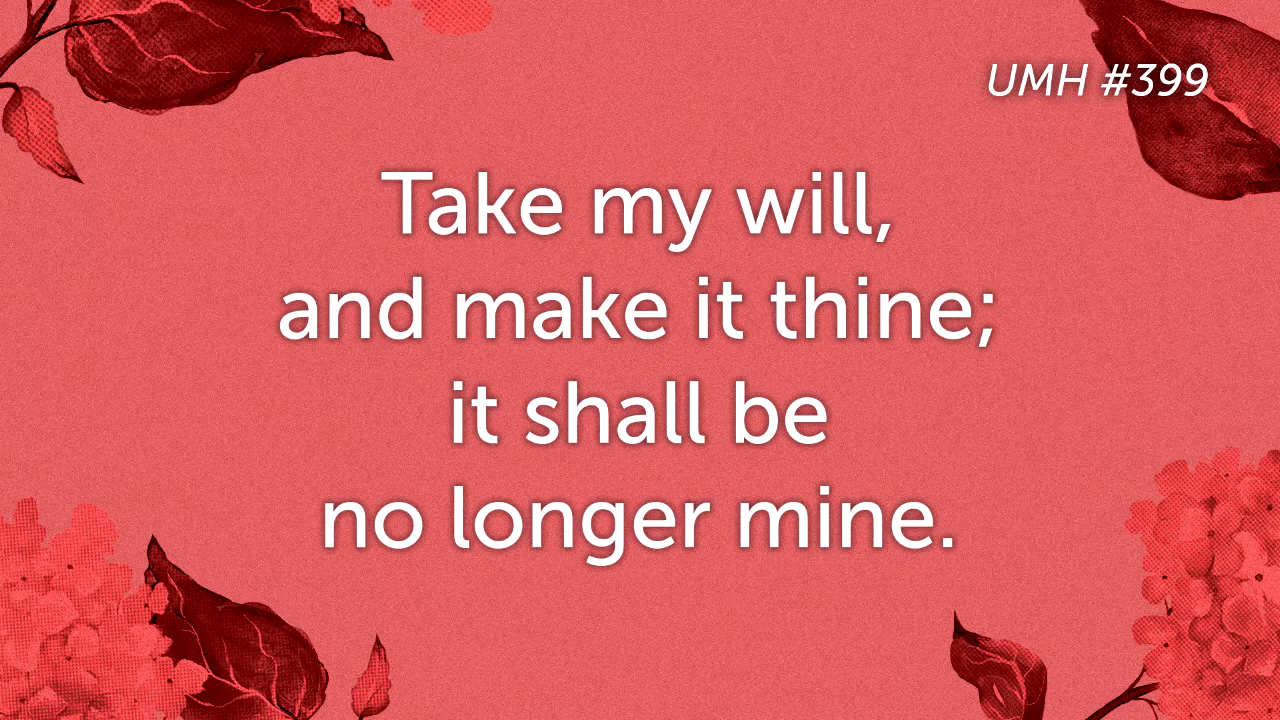 UMH #399
Take my will,
and make it thine;
it shall be
no longer mine.